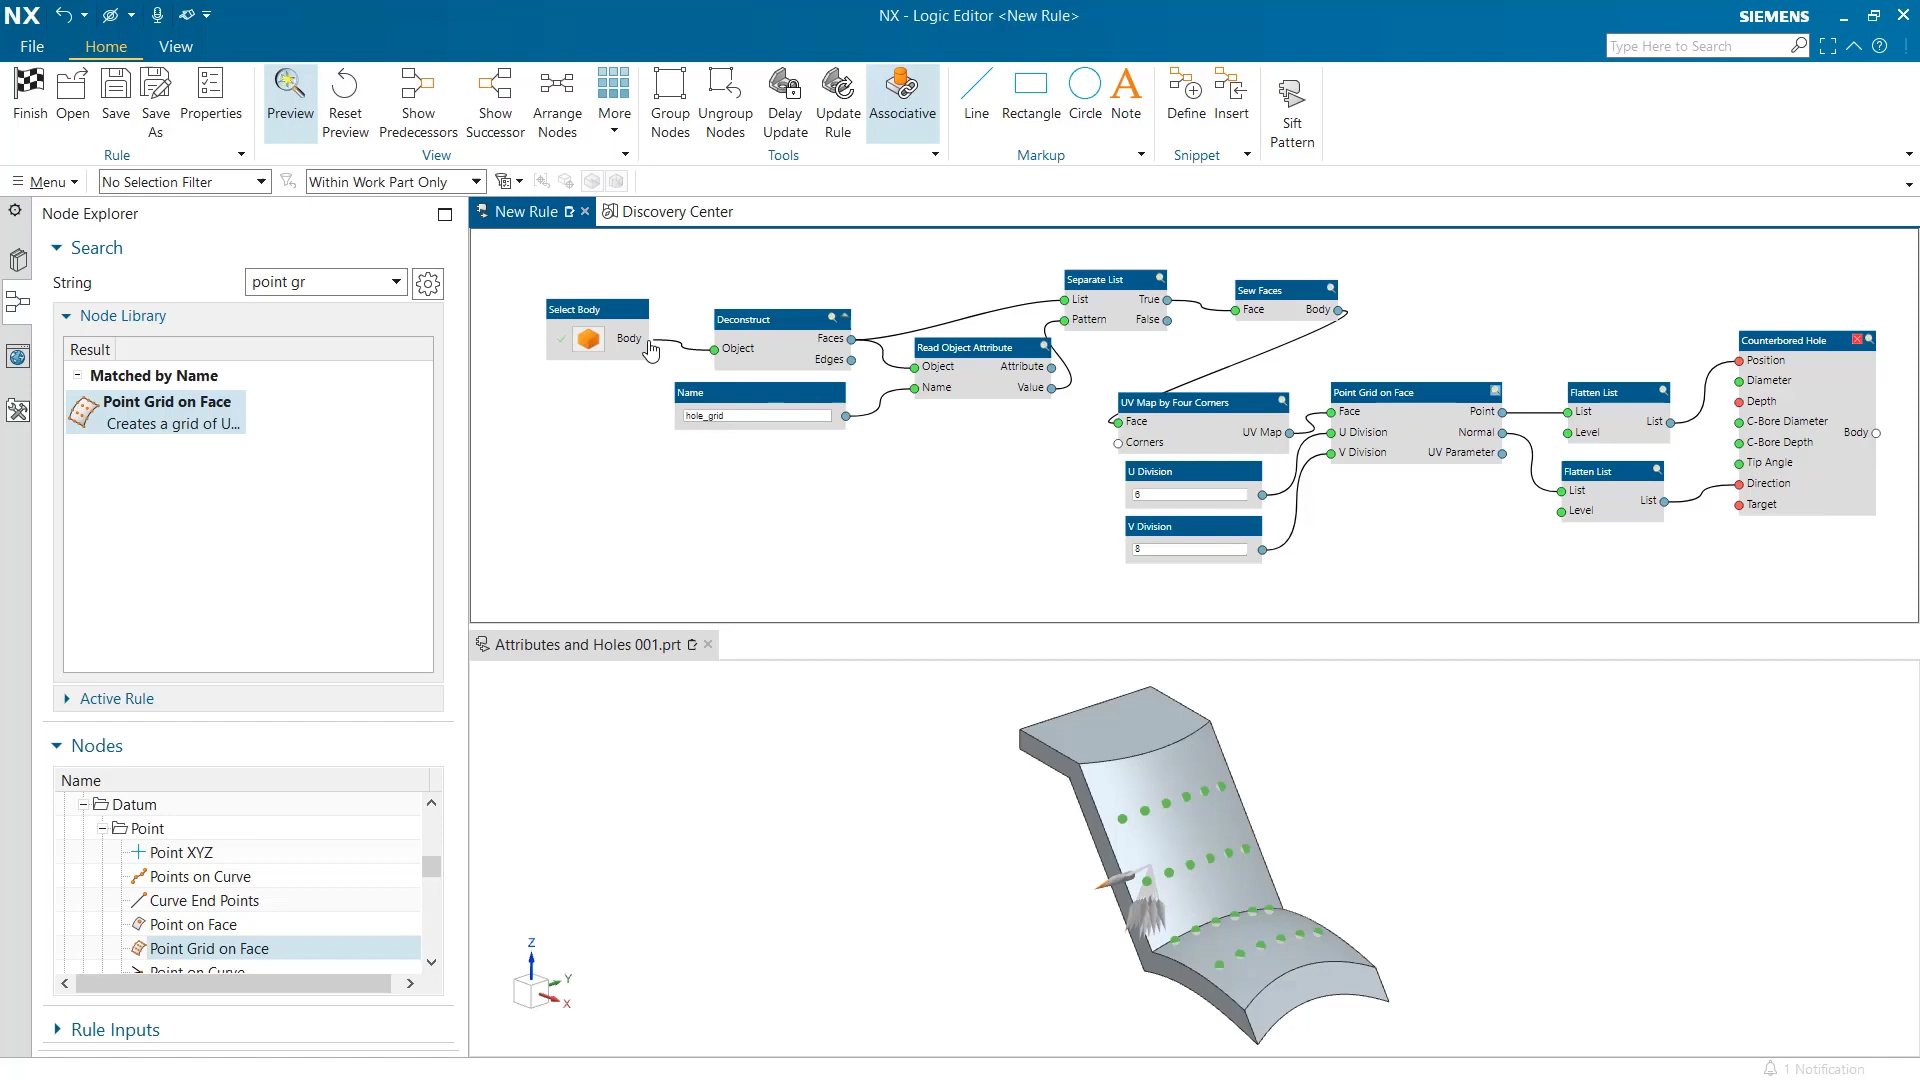 NX
NX - Logic Editor <New Rule>
SIEMENS
File
Home
View
Type Here to Search
Finish
Open
Save
Save As
Properties
Preview
Reset Preview
Show Predecessors
Show Successor
Arrange Nodes
More
Group Nodes
Ungroup Nodes
Delay Update
Update Rule
Associative
Line
Rectangle
Circle
Note
Define
Insert
Sift Pattern
Rule
View
Tools
Markup
Snippet
Menu
No Selection Filter
Within Work Part Only
Node Explorer
Search
String
point gr
Node Library
Result
Matched by Name
Point Grid on Face
Creates a grid of U...
Active Rule
Nodes
Name
Datum
Point
Point XYZ
Points on Curve
Curve End Points
Point on Face
Point Grid on Face
Point on Curve
Rule Inputs
New Rule
Discovery Center
Select Body
Body
Deconstruct
Object
Faces
Edges
Name
hole_grid
Read Object Attribute
Object
Attribute
Name
Value
Separate List
List
True
Pattern
False
Sew Faces
Face
Body
UV Map by Four Corners
Face
Corners
UV Map
U Division
6
V Division
8
Point Grid on Face
Face
Point
U Division
Normal
V Division
UV Parameter
Flatten List
List
List
Level
Flatten List
List
List
Level
Counterbored Hole
Position
Diameter
Depth
C-Bore Diameter
Body
C-Bore Depth
Tip Angle
Direction
Target
Attributes and Holes 001.prt
Z
Y
X
1 Notification